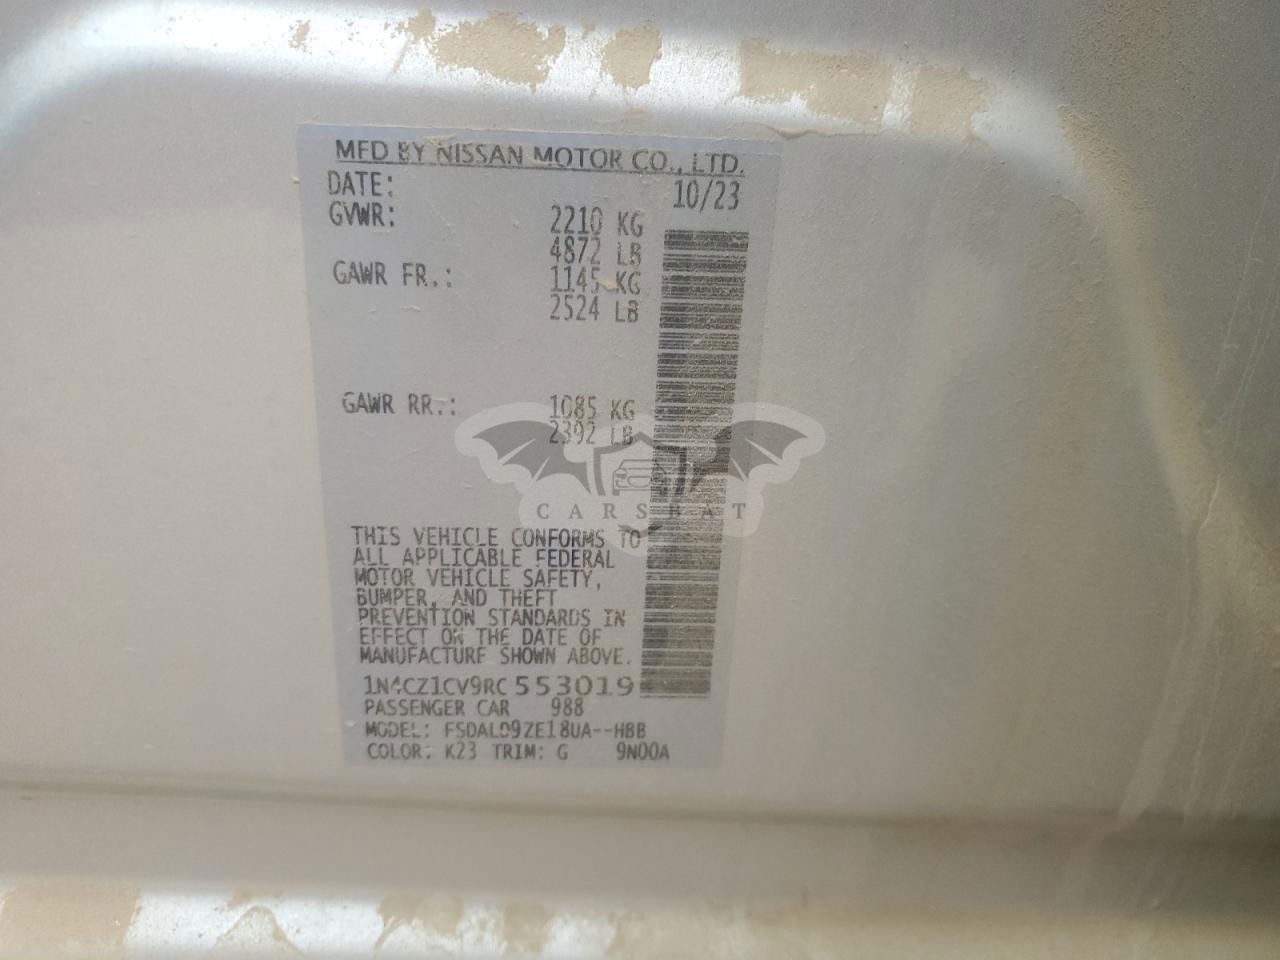 MFD BY NISSAN MOTOR CO., LTD.
DATE: 10/23
GVWR: 2210 KG
4872 LB
GAWR FR.: 1145 KG
2524 LB
GAWR RR.: 1085 KG
2392 LB
CARSBAT
THIS VEHICLE CONFORMS TO
ALL APPLICABLE FEDERAL
MOTOR VEHICLE SAFETY,
BUMPER, AND THEFT
PREVENTION STANDARDS IN
EFFECT ON THE DATE OF
MANUFACTURE SHOWN ABOVE.
1N4CZ1CV9RC553019
PASSENGER CAR 988
MODEL: FSDALD9ZE18UA--HBB
COLOR: K23 TRIM: G 9N00A